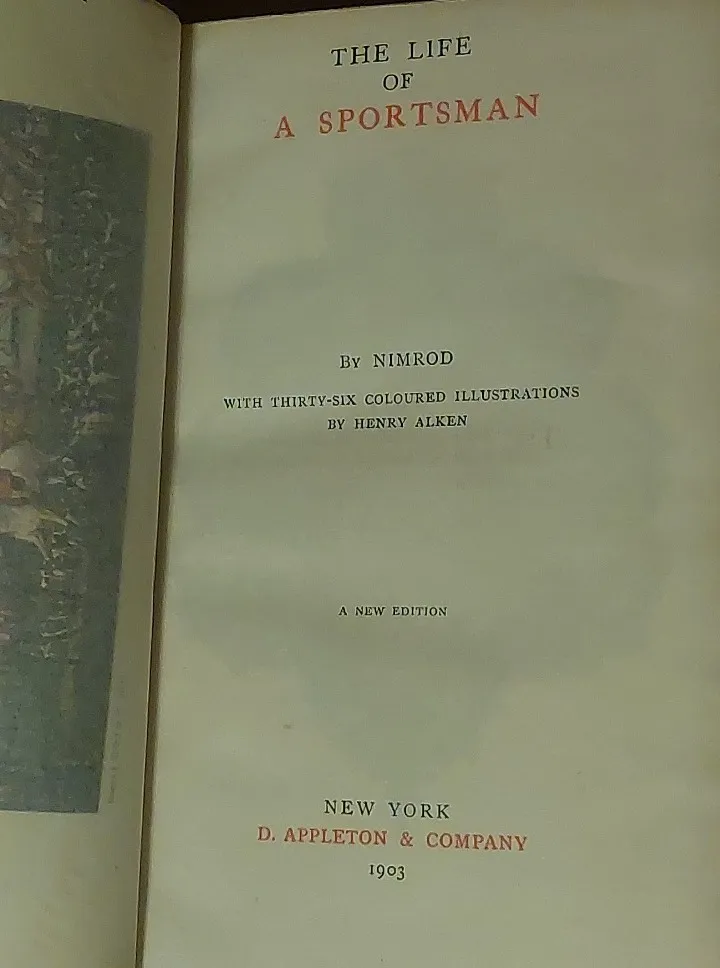 THE LIFE
OF
A SPORTSMAN
BY NIMROD
WITH THIRTY-SIX COLOURED ILLUSTRATIONS
BY HENRY ALKEN
A NEW EDITION
NEW YORK
D. APPLETON & COMPANY
1903